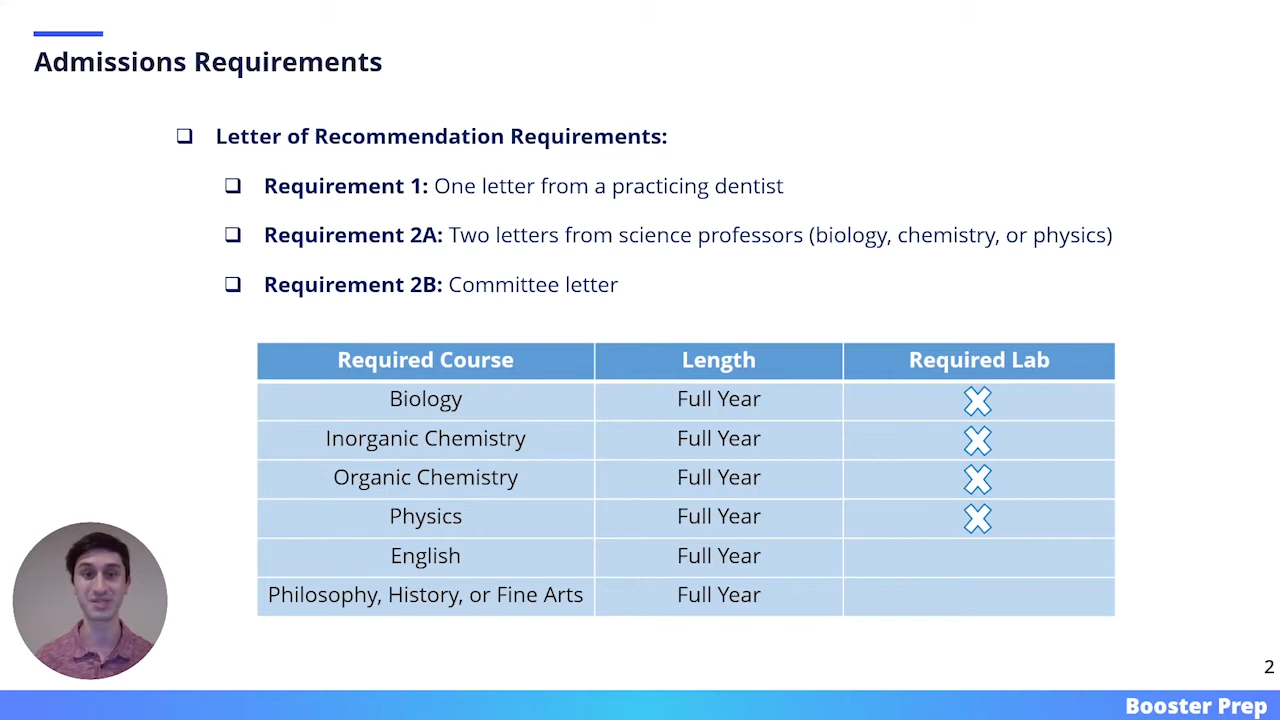 Admissions Requirements
Letter of Recommendation Requirements:
Requirement 1: One letter from a practicing dentist
Requirement 2A: Two letters from science professors (biology, chemistry, or physics)
Requirement 2B: Committee letter
Required Course Length Required Lab
Biology Full Year
Inorganic Chemistry Full Year
Organic Chemistry Full Year
Physics Full Year
English Full Year
Philosophy, History, or Fine Arts Full Year
2
Booster Prep